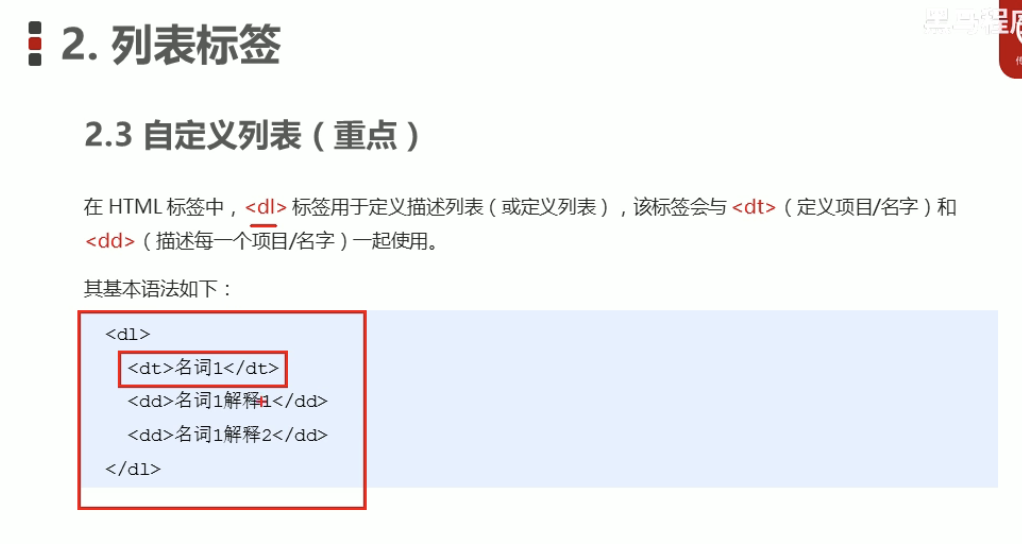 黑马程序
2. 列表标签
2.3 自定义列表（重点）
在 HTML 标签中，<dl> 标签用于定义描述列表（或定义列表），该标签会与 <dt>（定义项目/名字）和
<dd>（描述每一个项目/名字）一起使用。
其基本语法如下：
<dl>
<dt>名词1</dt>
<dd>名词1解释1</dd>
<dd>名词1解释2</dd>
</dl>